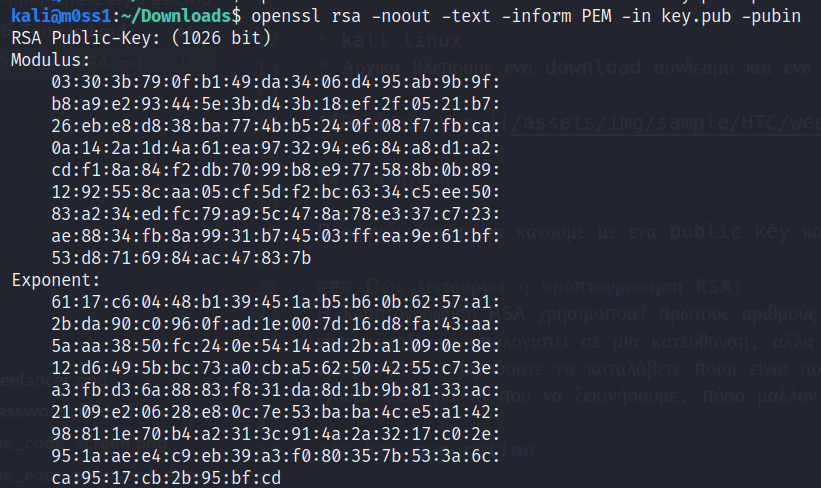 kali@m0ss1:~/Downloads$ openssl rsa -noout -text -inform PEM -in key.pub -pubin
RSA Public-Key: (1026 bit)
Modulus:
03:30:3b:79:0f:b1:49:da:34:06:d4:95:ab:9b:9f:
b8:a9:e2:93:44:5e:3b:d4:3b:18:ef:2f:05:21:b7:
26:eb:e8:d8:38:ba:77:4b:b5:24:0f:08:f7:fb:ca:
0a:14:2a:1d:4a:61:ea:97:32:94:e6:84:a8:d1:a2:
cd:f1:8a:84:f2:db:70:99:b8:e9:77:58:8b:0b:89:
12:92:55:8c:aa:05:cf:5d:f2:bc:63:34:c5:ee:50:
83:a2:34:ed:fc:79:a9:5c:47:8a:78:e3:37:c7:23:
ae:88:34:fb:8a:99:31:b7:45:03:ff:ea:9e:61:bf:
53:d8:71:69:84:ac:47:83:7b
Exponent:
61:17:c6:04:48:b1:39:45:1a:b5:b6:0b:62:57:a1:
2b:da:90:c0:96:0f:ad:1e:00:7d:16:d8:fa:43:aa:
5a:aa:38:50:fc:24:0e:54:14:ad:2b:a1:09:0e:8e:
12:d6:49:5b:bc:73:a0:cb:a5:62:50:42:55:c7:3e:
a3:fb:d3:6a:88:83:f8:31:da:8d:1b:9b:81:33:ac:
21:09:e2:06:28:e8:0c:7e:53:ba:ba:4c:e5:a1:42:
98:81:1e:70:b4:a2:31:3c:91:4a:2a:32:17:c0:2e:
95:1a:ae:e4:c9:eb:39:a3:f0:80:35:7b:53:3a:6c:
ca:95:17:cb:2b:95:bf:cd